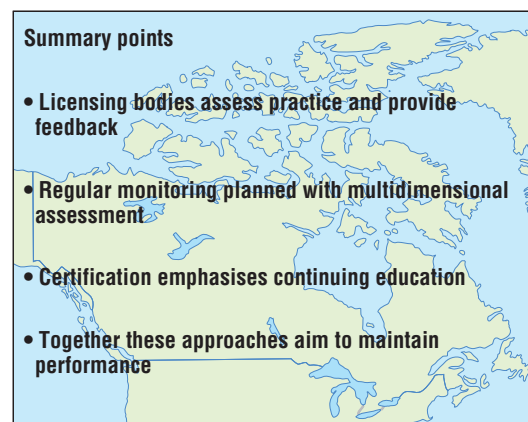 Summary points
• Licensing bodies assess practice and provide
feedback
• Regular monitoring planned with multidimensional
assessment
• Certification emphasises continuing education
• Together these approaches aim to maintain
performance